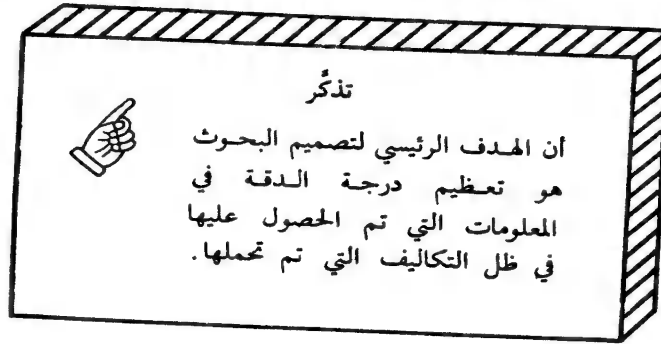 تذكَّر
أن الهدف الرئيسي لتصميم البحوث
هو تعظيم درجة الدقة في
المعلومات التي تم الحصول عليها
في ظل التكاليف التي تم تحملها.